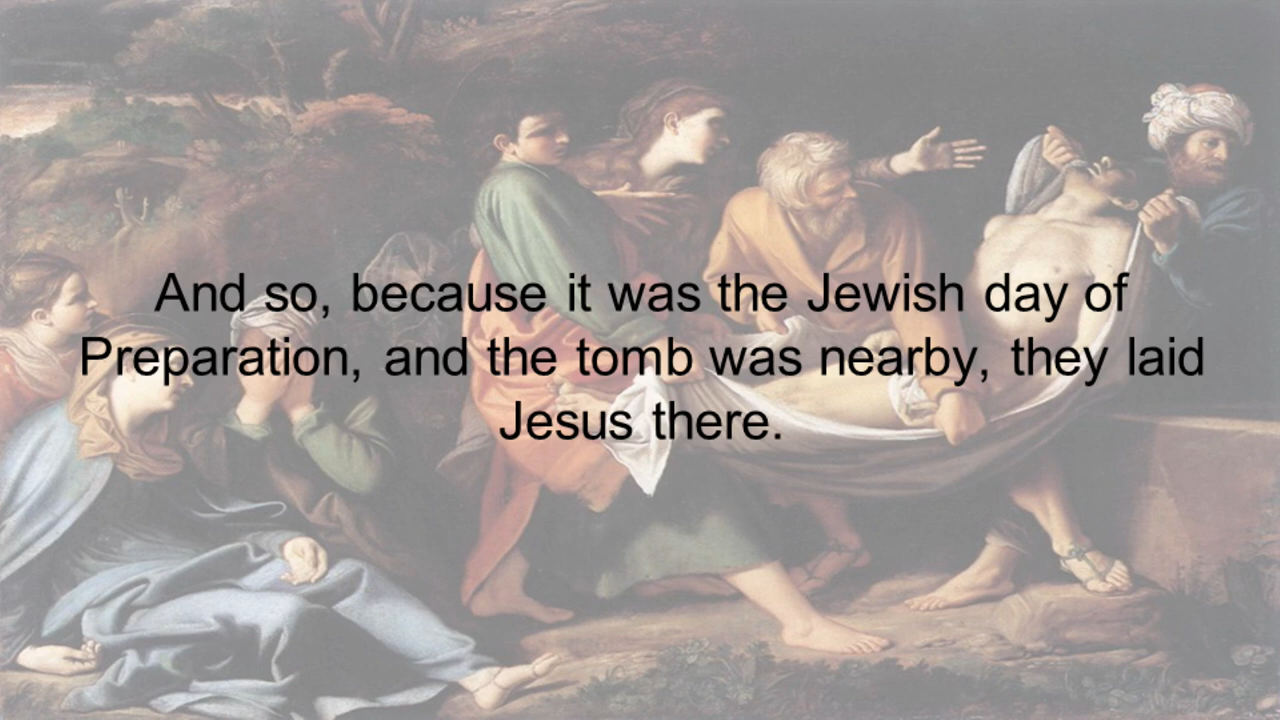 And so, because it was the Jewish day of
Preparation, and the tomb was nearby, they laid
Jesus there.